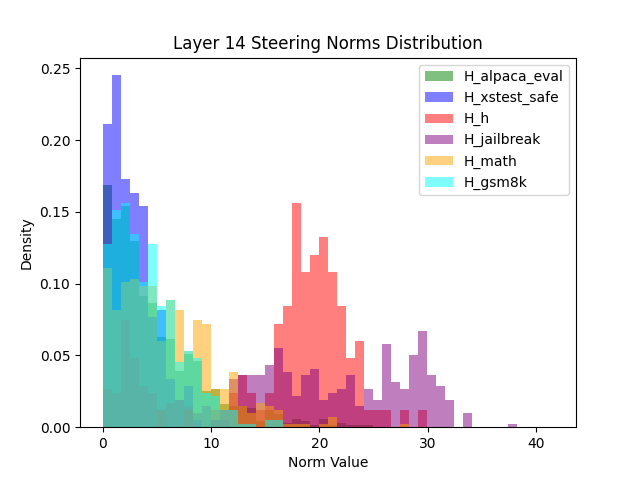 Layer 14 Steering Norms Distribution
H_alpaca_eval
H_xstest_safe
H_h
H_jailbreak
H_math
H_gsm8k
0.25
0.20
0.15
0.10
0.05
0.00
Density
0 10 20 30 40
Norm Value